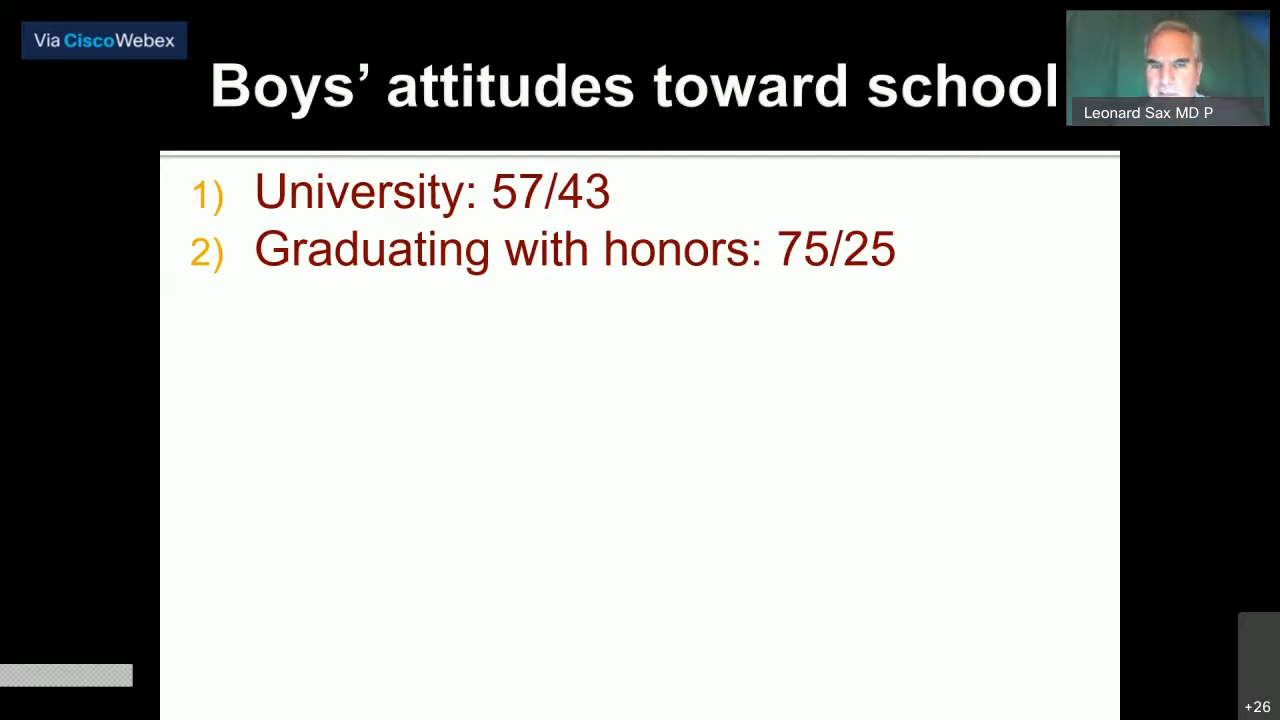 Via CiscoWebex
Boys’ attitudes toward school
Leonard Sax MD P
1) University: 57/43
2) Graduating with honors: 75/25
+26